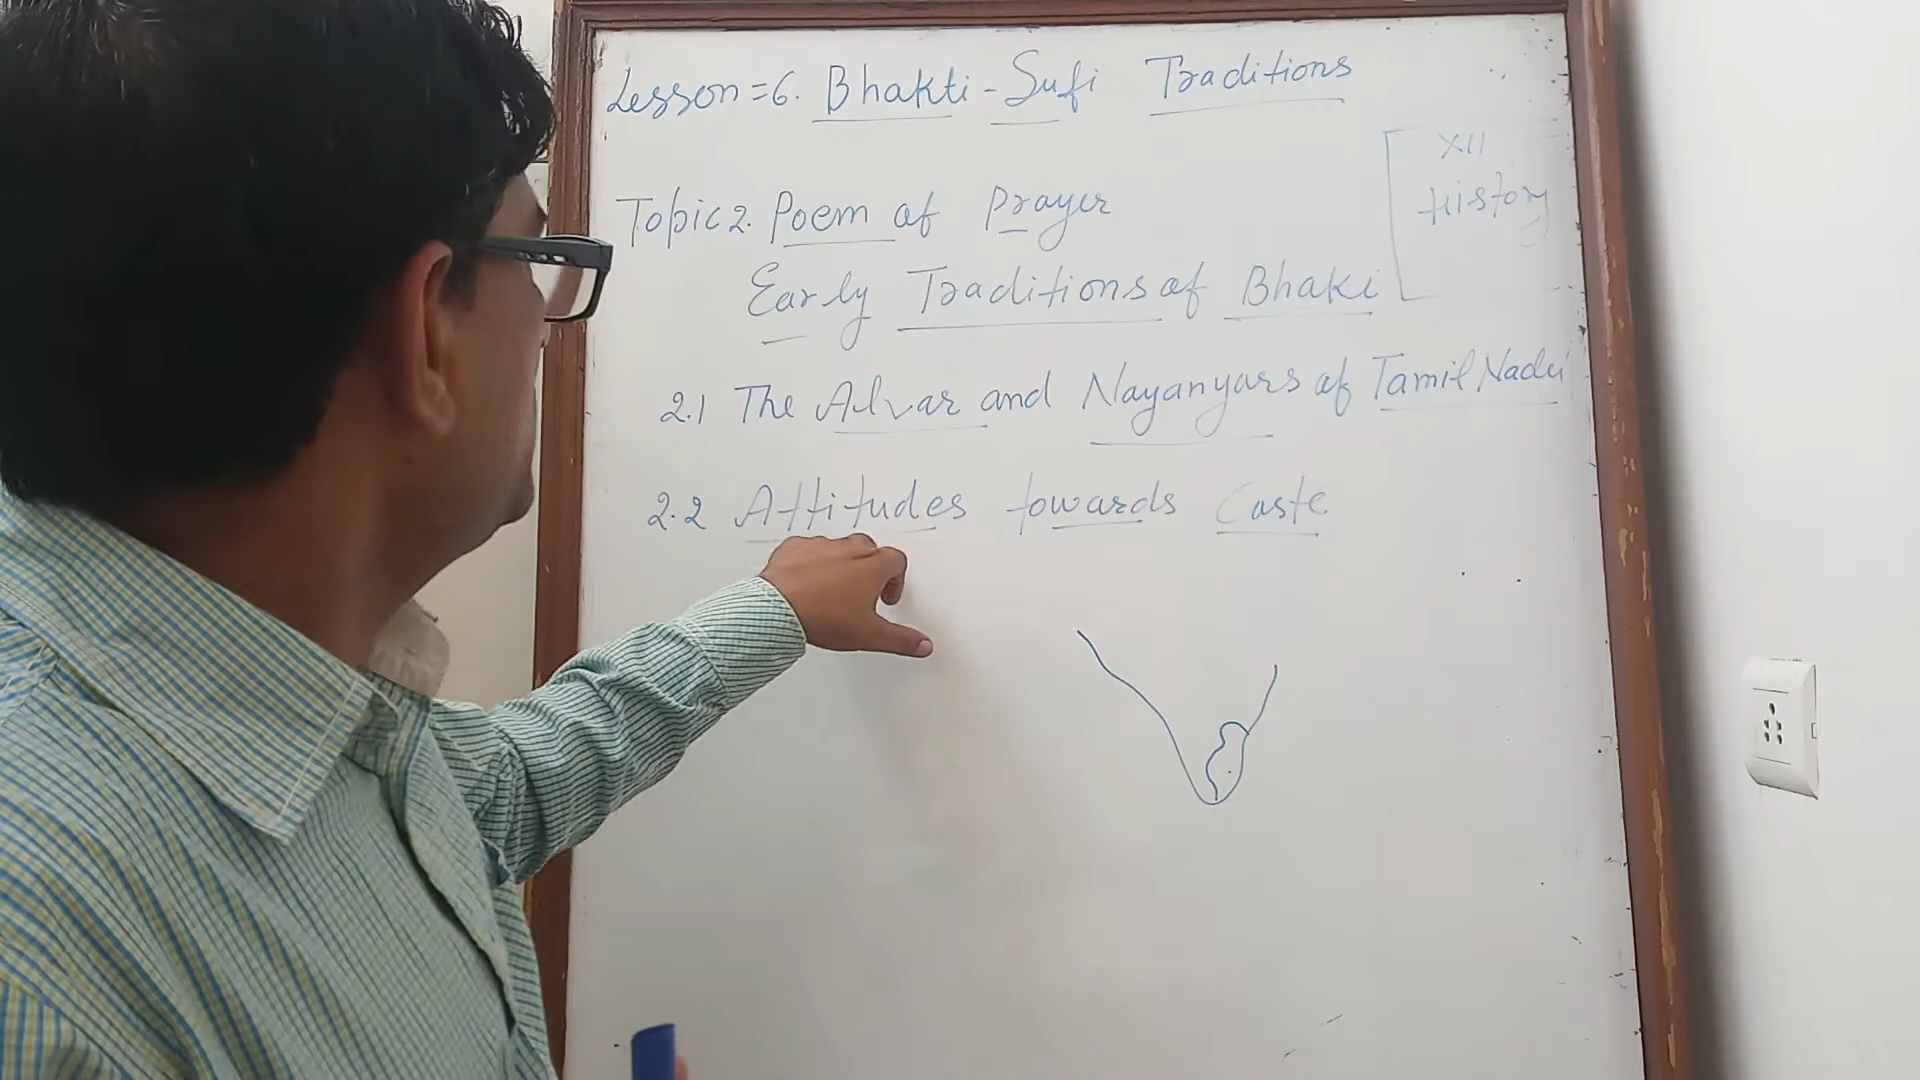 Lesson=6. Bhakti-Sufi Traditions
XII
History
Topic 2. Poem of Prayer
Early Traditions of Bhaki
2.1 The Alvar and Nayanyars of Tamil Nadu
2.2 Attitudes towards Caste